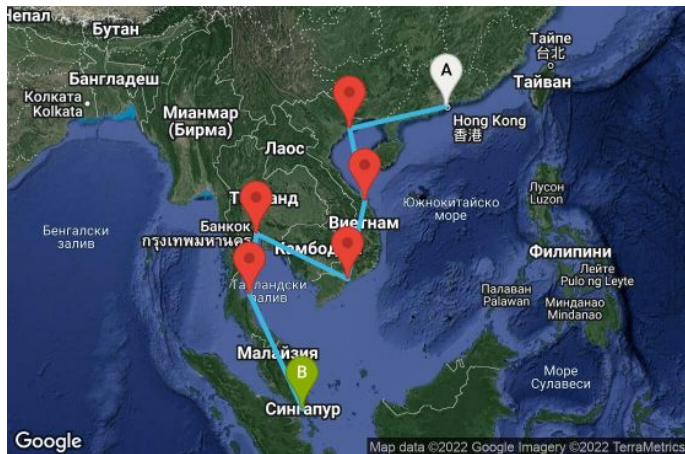 Непал
Бутан
Тайпе
台北
Бангладеш
Тайван
Колката
Kolkata
Мианмар
(Бирма)
A
Hong Kong
香港
Лаос
Лусон
Luzon
Южнокитайско
море
Бенгалски
залив
Банкок
กรุงเทพมหานคร
Виетнам
Камбод
Филипини
Лейте
Pulo ng Leyte
Палаван
Palawan
Минданао
Mindanao
залив
Малайзия
B
Сингапур
Море
Сулавеси
Google
Map data ©2022 Google Imagery ©2022 TerraMetrics